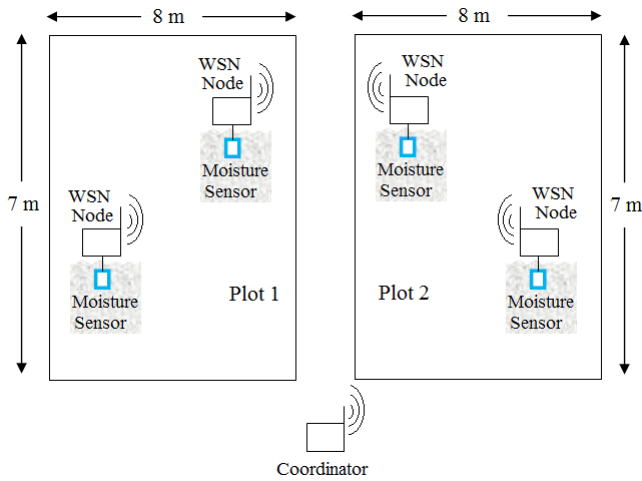 8 m
8 m
WSN
Node
WSN
Node
Moisture
Sensor
Moisture
Sensor
7 m
7 m
WSN
Node
WSN
Node
Moisture
Sensor
Moisture
Sensor
Plot 1
Plot 2
Coordinator